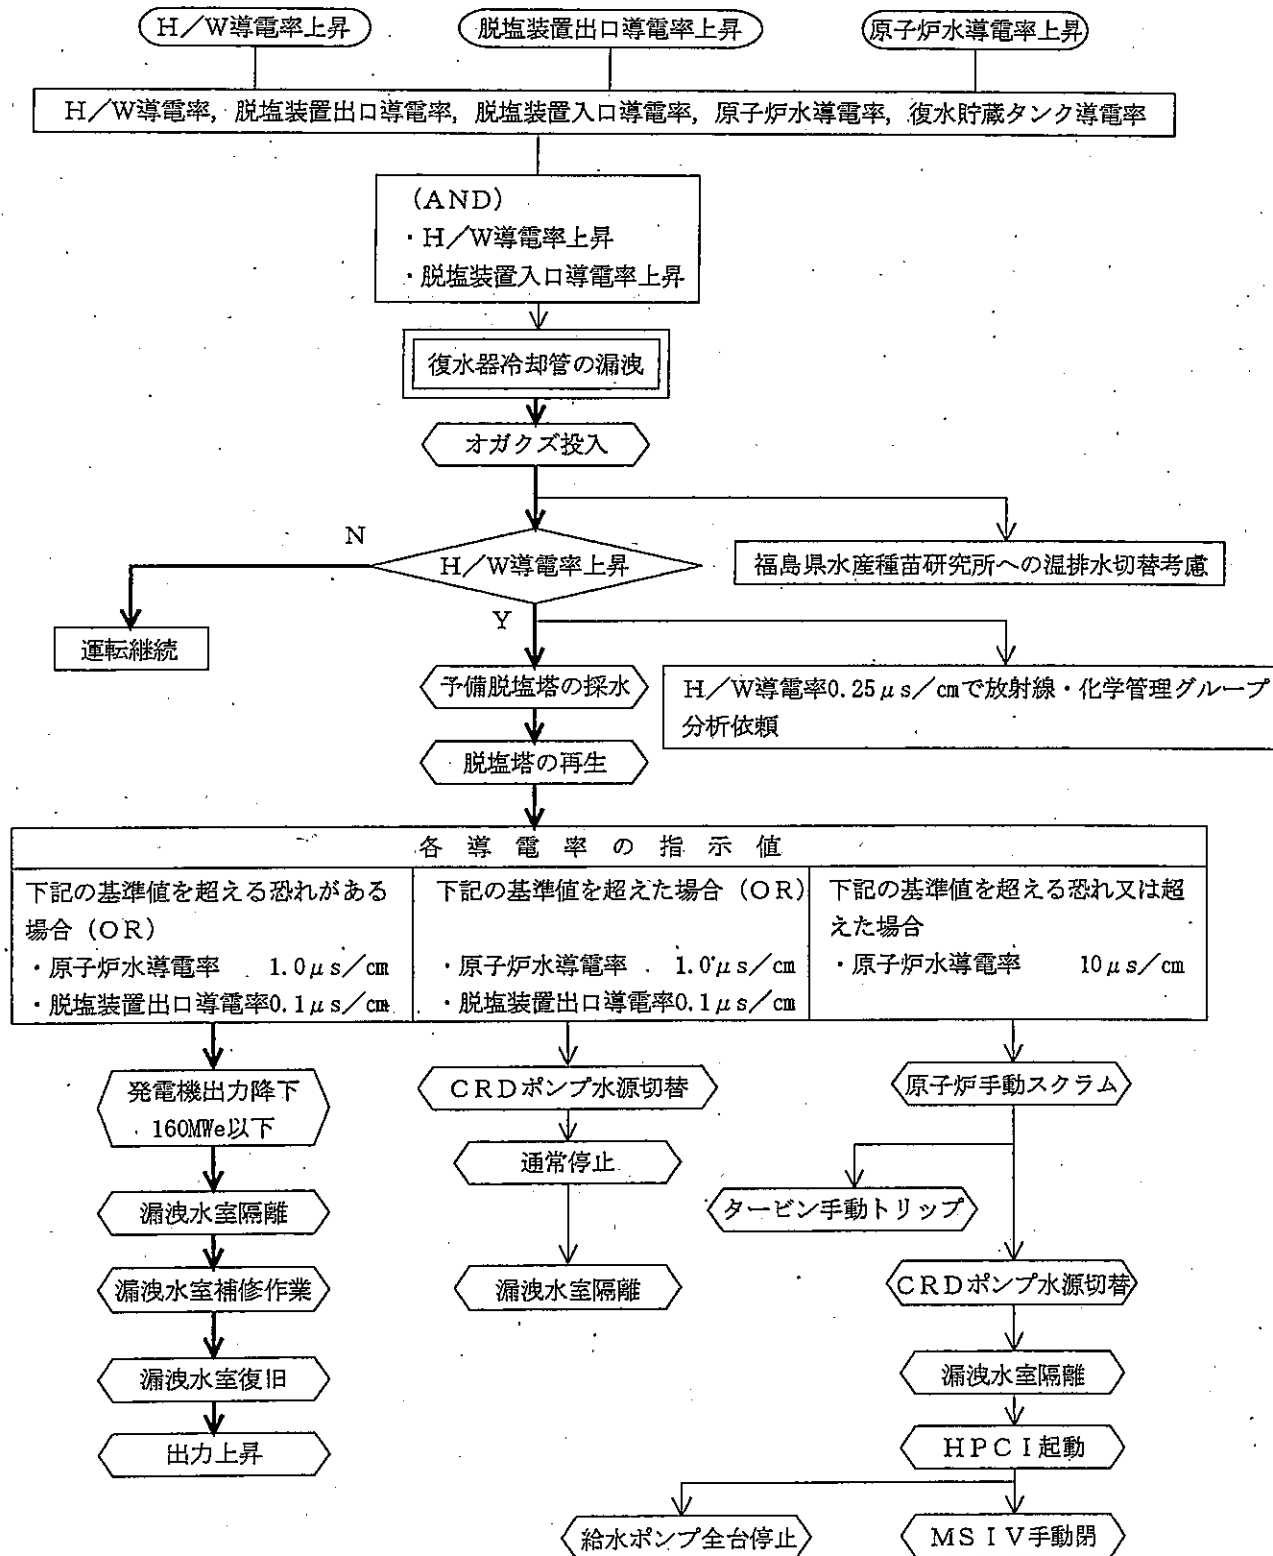 H／W導電率上昇
脱塩装置出口導電率上昇
原子炉水導電率上昇
H／W導電率，脱塩装置出口導電率，脱塩装置入口導電率，原子炉水導電率，復水貯蔵タンク導電率
(AND)
・H／W導電率上昇
・脱塩装置入口導電率上昇
復水器冷却管の漏洩
オガクズ投入
N
H／W導電率上昇
福島県水産種苗研究所への温排水切替考慮
Y
運転継続
予備脱塩塔の採水
H／W導電率0.25μs／㎝で放射線・化学管理グループ
分析依頼
脱塩塔の再生
各導電率の指示値
下記の基準値を超える恐れがある
場合（OR）
・原子炉水導電率 1.0μs／㎝
・脱塩装置出口導電率0.1μs／㎝
下記の基準値を超えた場合（OR）
・原子炉水導電率 1.0μs／㎝
・脱塩装置出口導電率0.1μs／㎝
下記の基準値を超える恐れ又は超
えた場合
・原子炉水導電率 10μs／㎝
発電機出力降下
160MWe以下
漏洩水室隔離
漏洩水室補修作業
漏洩水室復旧
出力上昇
CRDポンプ水源切替
通常停止
漏洩水室隔離
原子炉手動スクラム
タービン手動トリップ
CRDポンプ水源切替
漏洩水室隔離
HPCI起動
給水ポンプ全台停止
MSIV手動閉